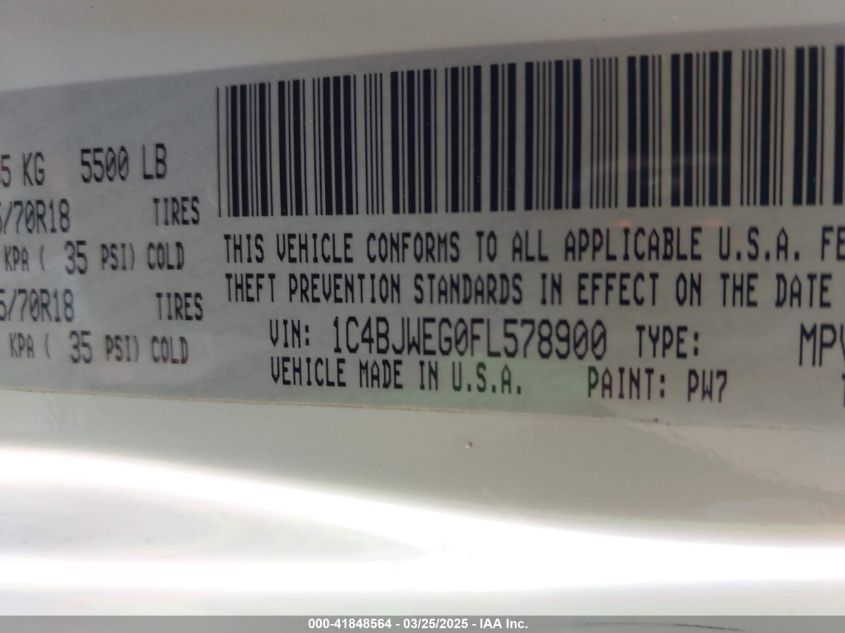 5 KG 5500 LB
/70R18 TIRES
KPA ( 35 PSI) COLD
5/70R18 TIRES
KPA ( 35 PSI) COLD
THIS VEHICLE CONFORMS TO ALL APPLICABLE U.S.A. FE
THEFT PREVENTION STANDARDS IN EFFECT ON THE DATE
VIN: 1C4BJWEG0FL578900 TYPE: MPV
VEHICLE MADE IN U.S.A. PAINT: PW7
000-41848564 - 03/25/2025 - IAA Inc.